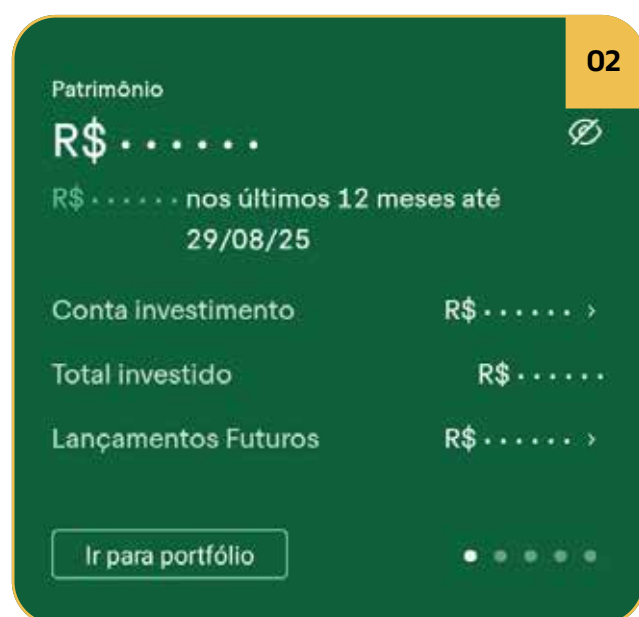 02
Patrimônio
R$ ······
R$ ······ nos últimos 12 meses até
29/08/25
Conta investimento R$ ······ ›
Total investido R$ ······
Lançamentos Futuros R$ ······ ›
Ir para portfólio